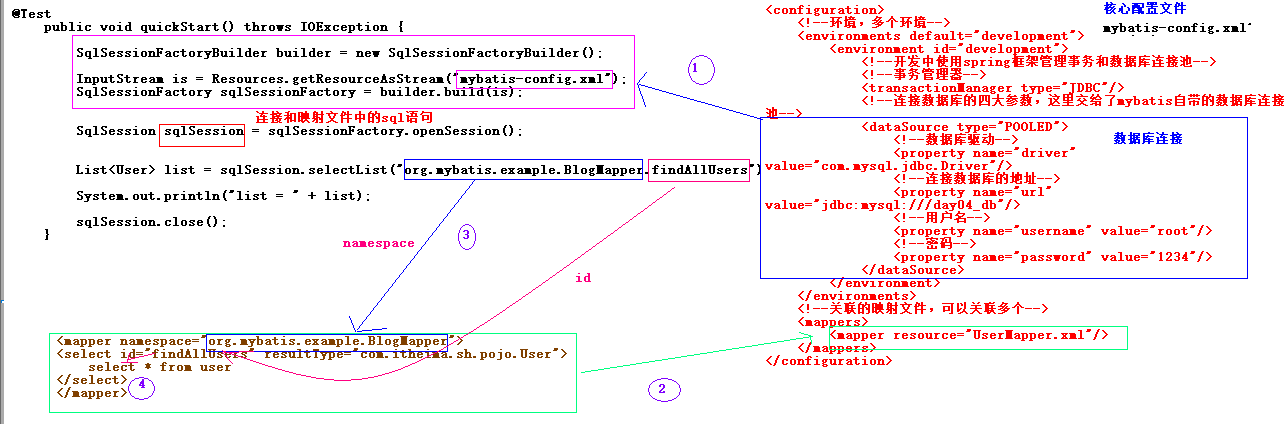 @Test
public void quickStart() throws IOException {
SqlSessionFactoryBuilder builder = new SqlSessionFactoryBuilder();
InputStream is = Resources.getResourceAsStream("mybatis-config.xml");
SqlSessionFactory sqlSessionFactory = builder.build(is);
连接和映射文件中的sql语句
SqlSession sqlSession = sqlSessionFactory.openSession();
List<User> list = sqlSession.selectList("org.mybatis.example.BlogMapper.findAllUsers")
System.out.println("list = " + list);
sqlSession.close();
}
namespace
id
1
3
<mapper namespace="org.mybatis.example.BlogMapper">
<select id="findAllUsers" resultType="com.itheima.sh.pojo.User">
select * from user
</select>
</mapper>
4
2
核心配置文件
mybatis-config.xml
<configuration>
<!--环境，多个环境-->
<environments default="development">
<environment id="development">
<!--开发中使用spring框架管理事务和数据库连接池-->
<!--事务管理器-->
<transactionManager type="JDBC"/>
<!--连接数据库的四大参数，这里交给了mybatis自带的数据库连接
池-->
<dataSource type="POOLED">
数据库连接
<!--数据库驱动-->
<property name="driver"
value="com.mysql.jdbc.Driver"/>
<!--连接数据库的地址-->
<property name="url"
value="jdbc:mysql:///day04_db"/>
<!--用户名-->
<property name="username" value="root"/>
<!--密码-->
<property name="password" value="1234"/>
</dataSource>
</environment>
</environments>
<!--关联的映射文件，可以关联多个-->
<mappers>
<mapper resource="UserMapper.xml"/>
</mappers>
</configuration>